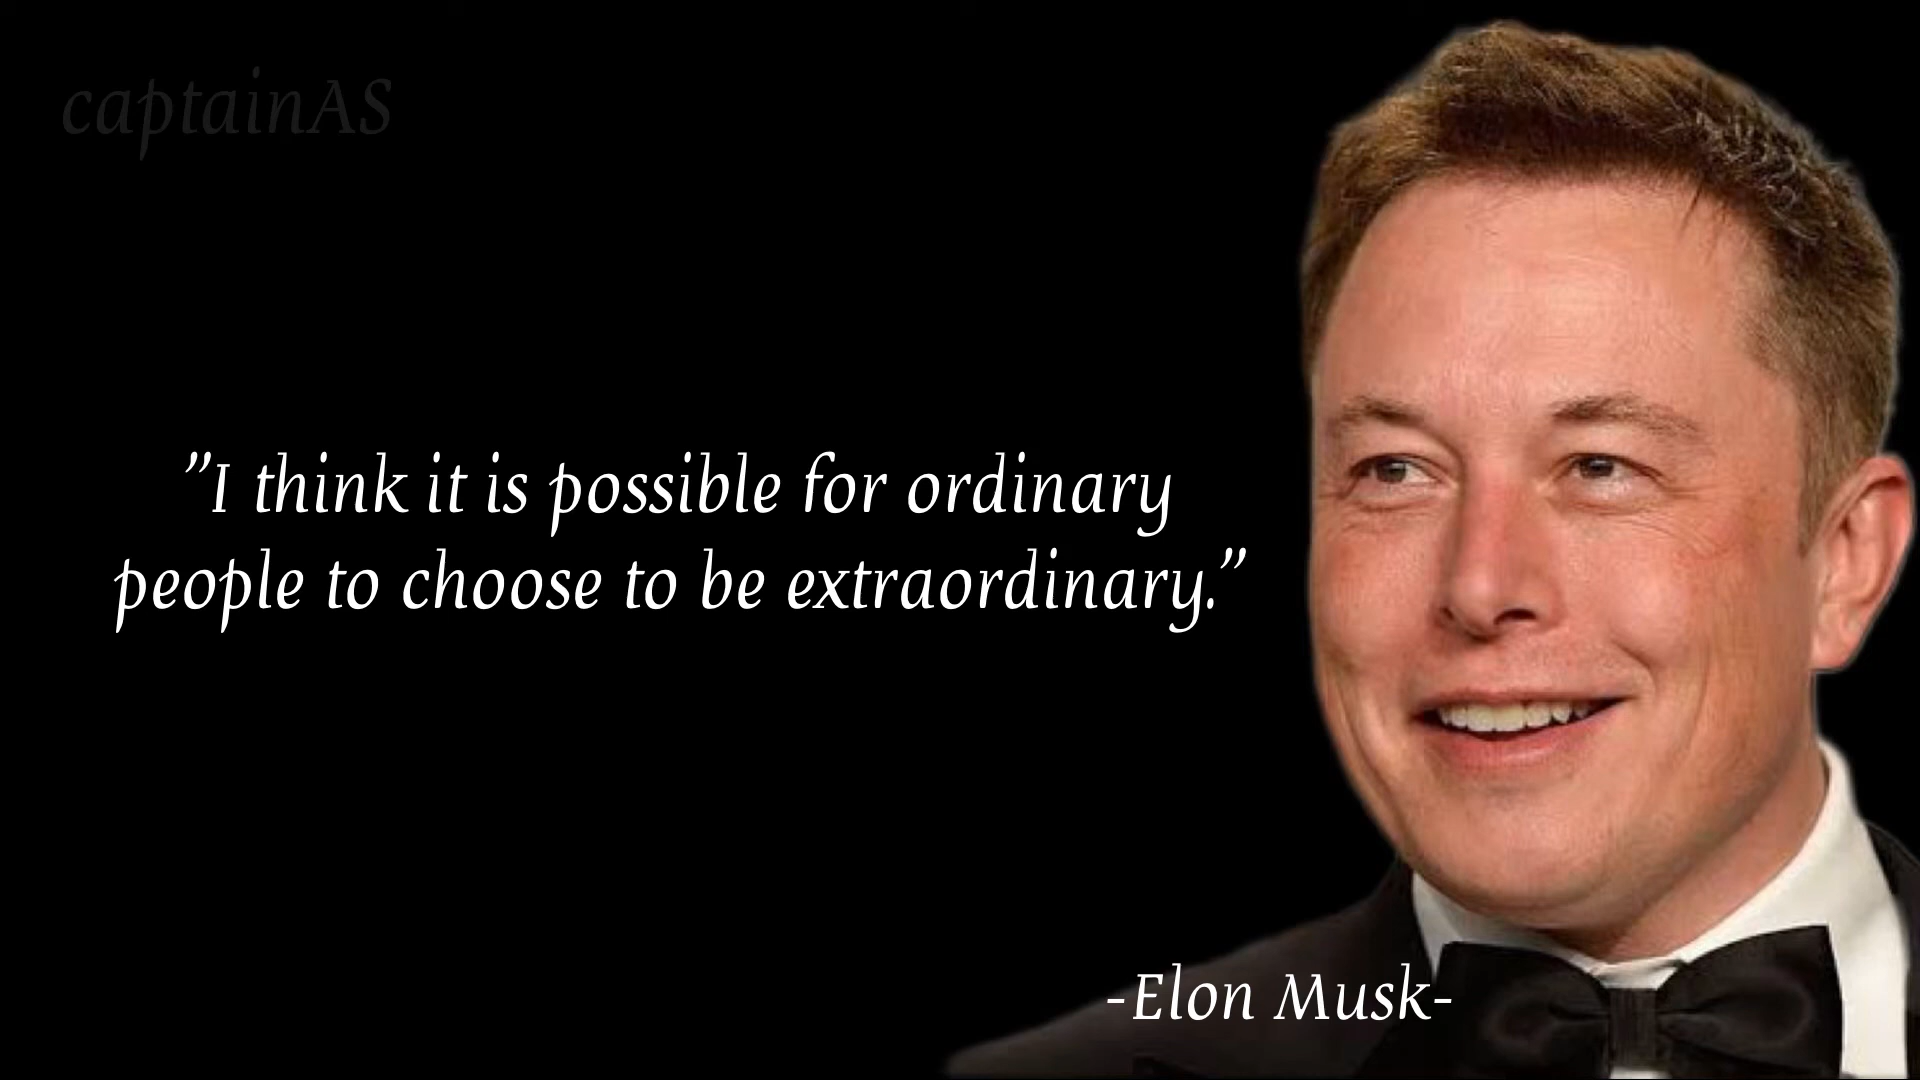 captainAS
”I think it is possible for ordinary
people to choose to be extraordinary.”
-Elon Musk-